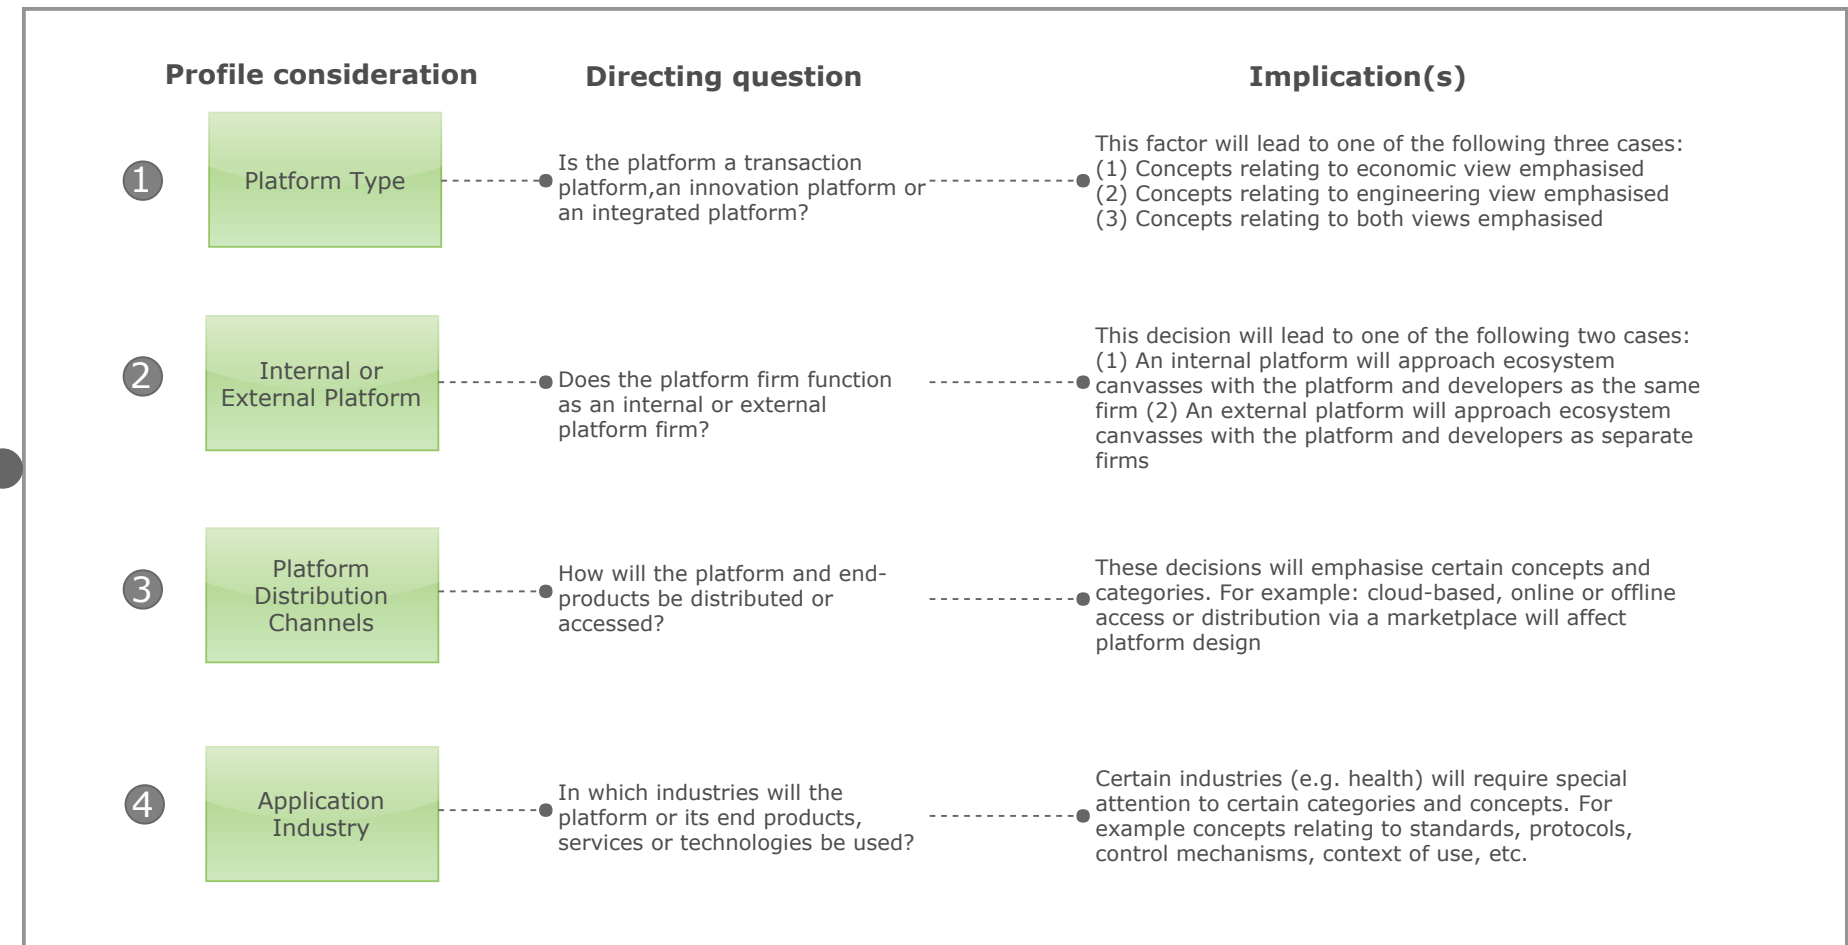 Profile consideration
Directing question
Implication(s)
1
Platform Type
Is the platform a transaction
platform,an innovation platform or
an integrated platform?
This factor will lead to one of the following three cases:
(1) Concepts relating to economic view emphasised
(2) Concepts relating to engineering view emphasised
(3) Concepts relating to both views emphasised
2
Internal or
External Platform
Does the platform firm function
as an internal or external
platform firm?
This decision will lead to one of the following two cases:
(1) An internal platform will approach ecosystem
canvasses with the platform and developers as the same
firm (2) An external platform will approach ecosystem
canvasses with the platform and developers as separate
firms
3
Platform
Distribution
Channels
How will the platform and end-
products be distributed or
accessed?
These decisions will emphasise certain concepts and
categories. For example: cloud-based, online or offline
access or distribution via a marketplace will affect
platform design
4
Application
Industry
In which industries will the
platform or its end products,
services or technologies be used?
Certain industries (e.g. health) will require special
attention to certain categories and concepts. For
example concepts relating to standards, protocols,
control mechanisms, context of use, etc.